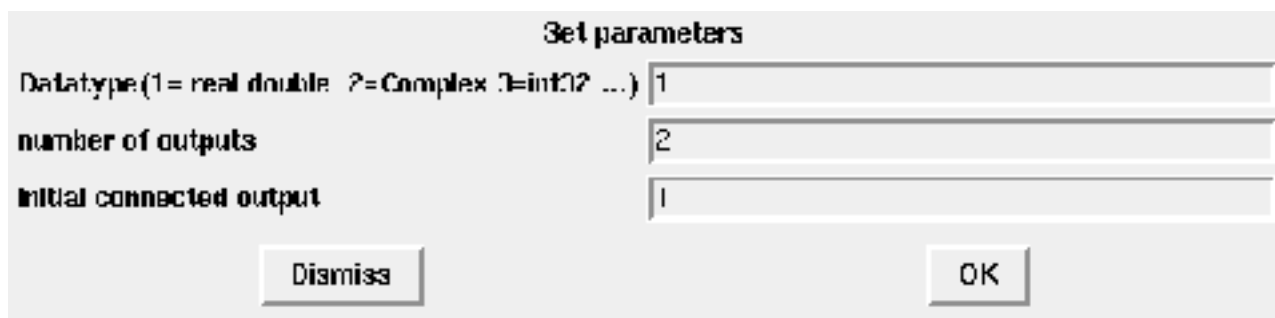 Set parameters
Datatype(1= real double  2=Complex 3=int32 ...) 1
number of outputs 2
initial connected output 1
Dismiss OK